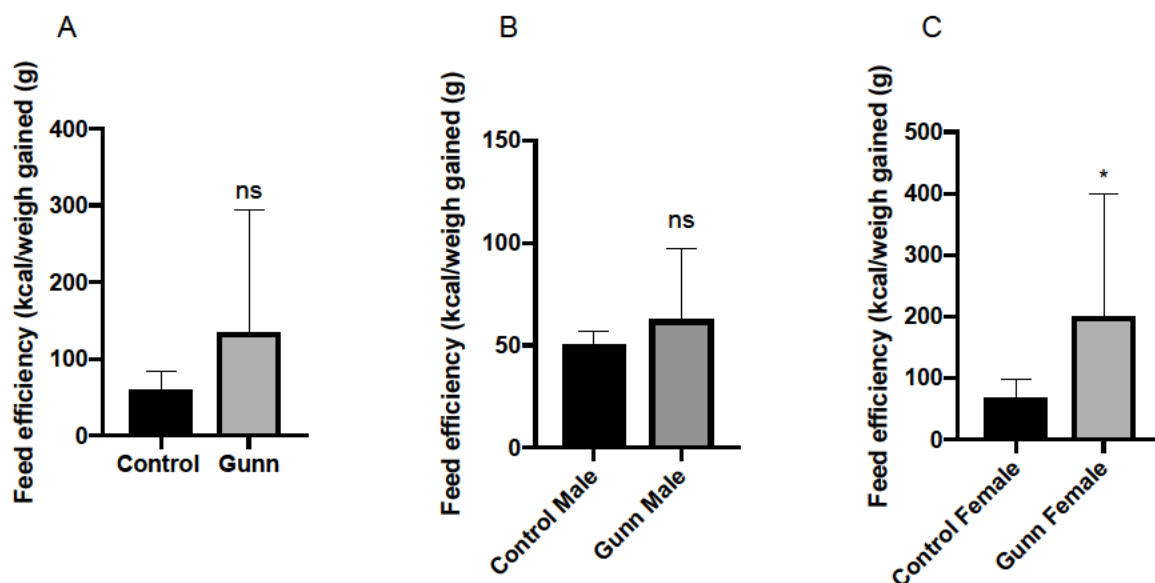 A
Feed efficiency (kcal/weigh gained (g)
400
300
200
100
0
ns
Control
Gunn
B
Feed efficiency (kcal/weigh gained (g)
150
100
50
0
ns
Control Male
Gunn Male
C
Feed efficiency (kcal/weigh gained (g)
500
400
300
200
100
0
*
Control Female
Gunn Female